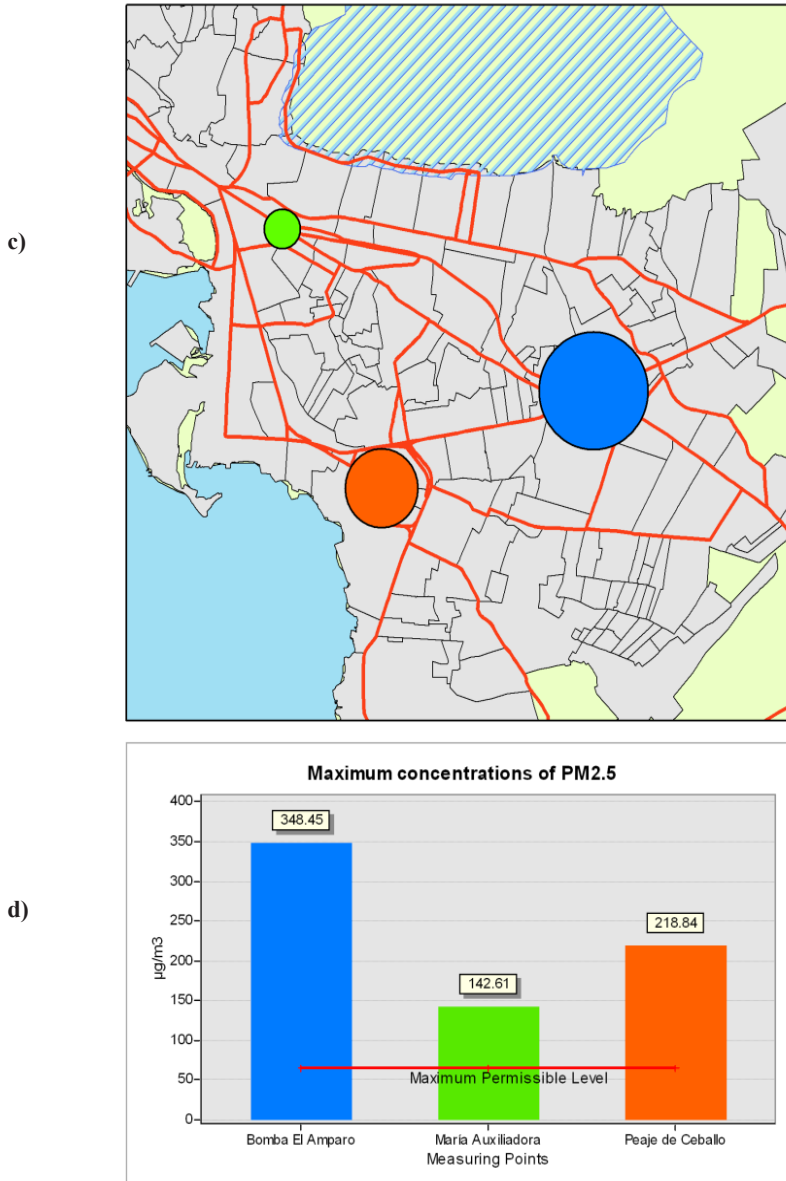 c)
d)
Maximum concentrations of PM2.5
400
350
300
250
200
150
100
50
0
µg/m3
348.45
142.61
218.84
Maximum Permissible Level
Bomba El Amparo
María Auxiliadora
Peaje de Ceballo
Measuring Points